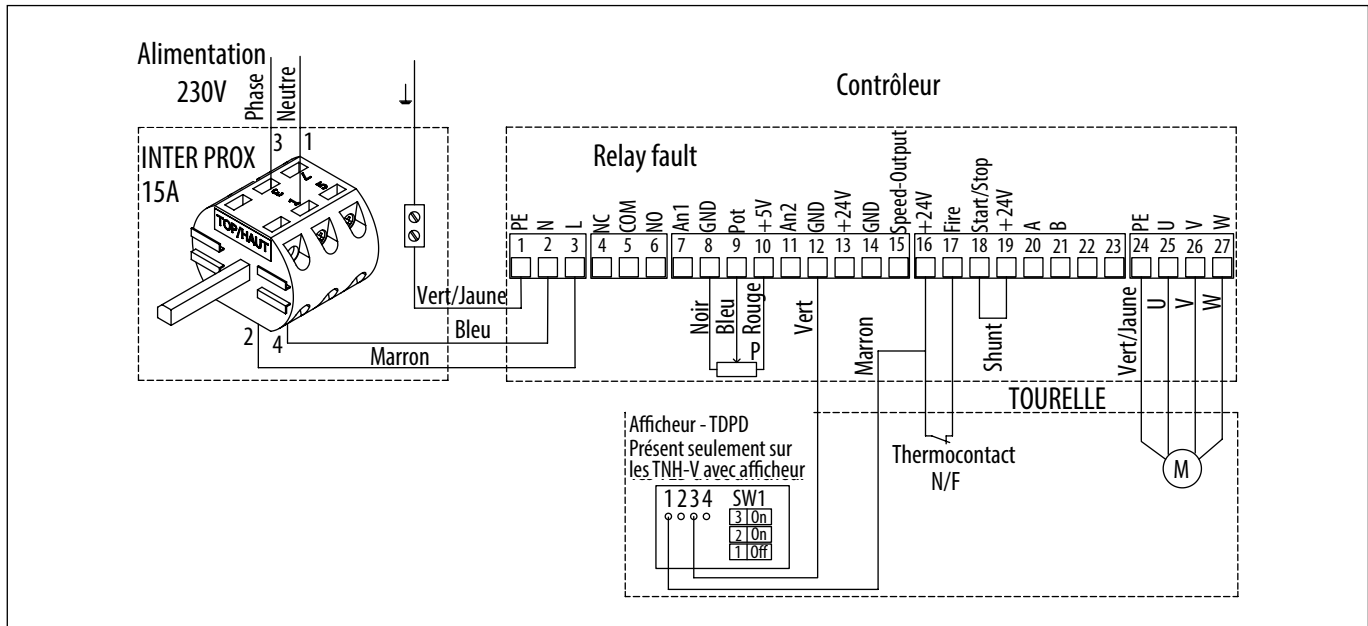 Alimentation
230V
Phase
Neutre
3 1
INTER PROX
15A
TOP/HAUT
2 4
Contrôleur
Relay fault
PE N L NC COM NO An1 GND Pot +5V An2 GND +24V GND Speed-Output +24V Fire Start/Stop +24V A B PE U V W
1 2 3 4 5 6 7 8 9 10 11 12 13 14 15 16 17 18 19 20 21 22 23 24 25 26 27
Vert/Jaune
Bleu
Marron
Noir
Bleu
Rouge
P
Vert
Marron
Shunt
Vert/Jaune
U
V
W
TOURELLE
Afficheur - TDPD
Présent seulement sur
les TNH-V avec afficheur
1 2 3 4
SW1
3 On
2 On
1 Off
Thermocontact
N/F
M